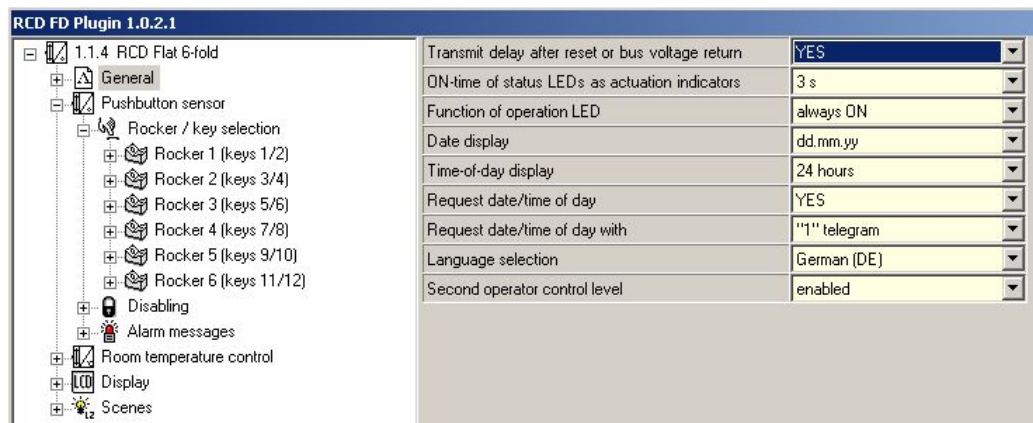 RCD FD Plugin 1.0.2.1
1.1.4 RCD Flat 6-fold
General
Pushbutton sensor
Rocker / key selection
Rocker 1 (keys 1/2)
Rocker 2 (keys 3/4)
Rocker 3 (keys 5/6)
Rocker 4 (keys 7/8)
Rocker 5 (keys 9/10)
Rocker 6 (keys 11/12)
Disabling
Alarm messages
Room temperature control
LCD Display
L2 Scenes
Transmit delay after reset or bus voltage return YES
ON-time of status LEDs as actuation indicators 3 s
Function of operation LED always ON
Date display dd.mm.yy
Time-of-day display 24 hours
Request date/time of day YES
Request date/time of day with "1" telegram
Language selection German (DE)
Second operator control level enabled